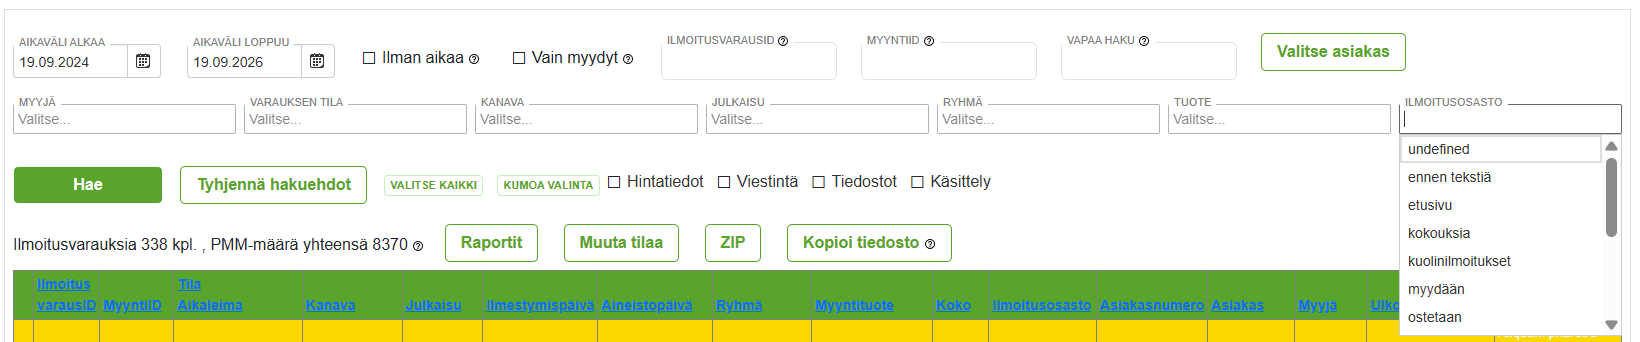 AIKAVÄLI ALKAA
19.09.2024
AIKAVÄLI LOPPUU
19.09.2026
Ilman aikaa
Vain myydyt
ILMOITUSVARAUSID
MYYNTIID
VAPAA HAKU
Valitse asiakas
MYYJÄ
Valitse...
VARAUKSEN TILA
Valitse...
KANAVA
Valitse...
JULKAISU
Valitse...
RYHMÄ
Valitse...
TUOTE
Valitse...
ILMOITUSOSASTO
undefined
ennen tekstiä
etusivu
kokouksia
kuolinilmoitukset
myydään
ostetaan
Hae
Tyhjennä hakuehdot
VALITSE KAIKKI
KUMOA VALINTA
Hintatiedot
Viestintä
Tiedostot
Käsittely
Ilmoitusvarauksia 338 kpl. , PMM-määrä yhteensä 8370
Raportit
Muuta tilaa
ZIP
Kopioi tiedosto
Ilmoitus
varausID
MyyntiID
Tila
Aikaleima
Kanava
Julkaisu
Ilmestymispäivä
Aineistopäivä
Ryhmä
Myyntituote
Koko
Ilmoitusosasto
Asiakasnumero
Asiakas
Myyjä